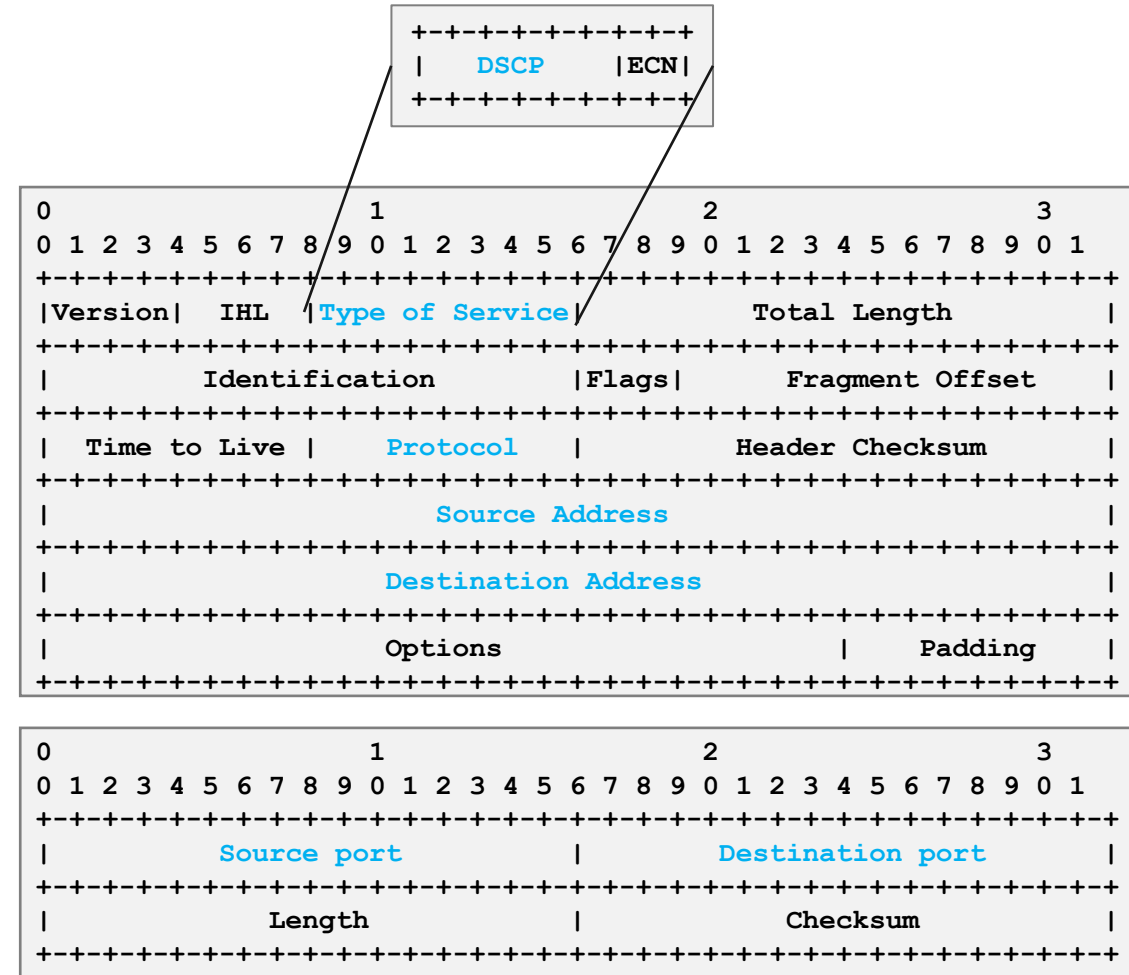 +-+-+-+-+-+-+-+-+
|   DSCP    |ECN|
+-+-+-+-+-+-+-+-+
0                   1                   2                   3
0 1 2 3 4 5 6 7 8 9 0 1 2 3 4 5 6 7 8 9 0 1 2 3 4 5 6 7 8 9 0 1
+-+-+-+-+-+-+-+-+-+-+-+-+-+-+-+-+-+-+-+-+-+-+-+-+-+-+-+-+-+-+-+-+
|Version|  IHL  |Type of Service|          Total Length         |
+-+-+-+-+-+-+-+-+-+-+-+-+-+-+-+-+-+-+-+-+-+-+-+-+-+-+-+-+-+-+-+-+
|         Identification        |Flags|      Fragment Offset    |
+-+-+-+-+-+-+-+-+-+-+-+-+-+-+-+-+-+-+-+-+-+-+-+-+-+-+-+-+-+-+-+-+
|  Time to Live |    Protocol   |         Header Checksum       |
+-+-+-+-+-+-+-+-+-+-+-+-+-+-+-+-+-+-+-+-+-+-+-+-+-+-+-+-+-+-+-+-+
|                       Source Address                          |
+-+-+-+-+-+-+-+-+-+-+-+-+-+-+-+-+-+-+-+-+-+-+-+-+-+-+-+-+-+-+-+-+
|                    Destination Address                        |
+-+-+-+-+-+-+-+-+-+-+-+-+-+-+-+-+-+-+-+-+-+-+-+-+-+-+-+-+-+-+-+-+
|                    Options                    |    Padding    |
+-+-+-+-+-+-+-+-+-+-+-+-+-+-+-+-+-+-+-+-+-+-+-+-+-+-+-+-+-+-+-+-+
0                   1                   2                   3
0 1 2 3 4 5 6 7 8 9 0 1 2 3 4 5 6 7 8 9 0 1 2 3 4 5 6 7 8 9 0 1
+-+-+-+-+-+-+-+-+-+-+-+-+-+-+-+-+-+-+-+-+-+-+-+-+-+-+-+-+-+-+-+-+
|          Source port          |        Destination port       |
+-+-+-+-+-+-+-+-+-+-+-+-+-+-+-+-+-+-+-+-+-+-+-+-+-+-+-+-+-+-+-+-+
|             Length            |            Checksum           |
+-+-+-+-+-+-+-+-+-+-+-+-+-+-+-+-+-+-+-+-+-+-+-+-+-+-+-+-+-+-+-+-+